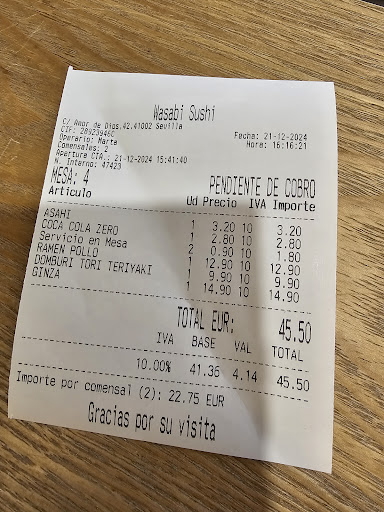 Wasabi Sushi
C/ Amor de Dios,42,41002 Sevilla
CIF: 28923946C
Fecha: 21-12-2024
Operario: Marta
Hora: 16:16:21
Comensales: 2
Apertura CTA.: 21-12-2024 15:41:40
N. Interno: 47423
MESA: 4 PENDIENTE DE COBRO
Artículo Ud Precio IVA Importe
ASAHI 1 3.20 10 3.20
COCA COLA ZERO 1 2.80 10 2.80
Servicio en Mesa 2 0.90 10 1.80
RAMEN POLLO 1 12.90 10 12.90
DOMBURI TORI TERIYAKI 1 9.90 10 9.90
GINZA 1 14.90 10 14.90
TOTAL EUR: 45.50
IVA BASE VAL TOTAL
10.00% 41.36 4.14 45.50
Importe por comensal (2): 22.75 EUR
Gracias por su visita